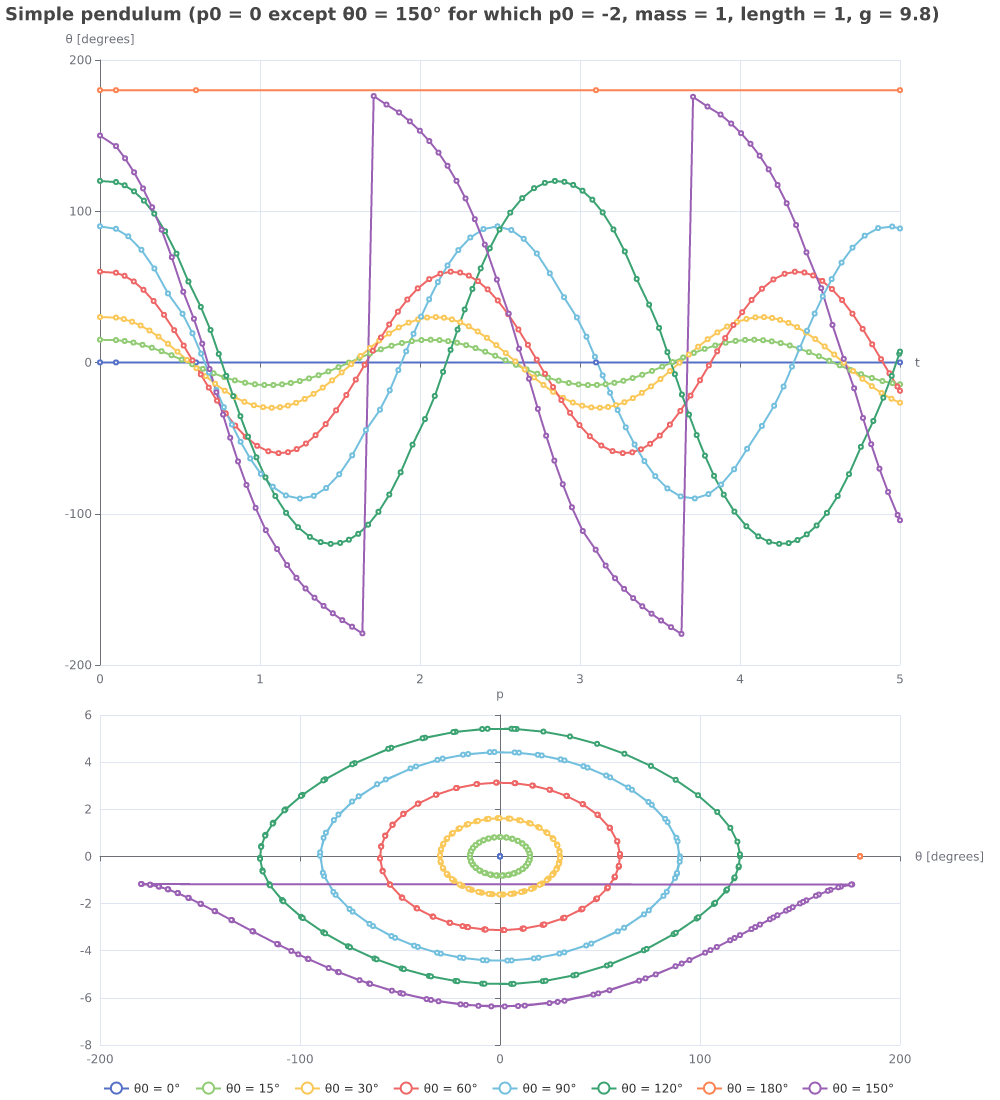 Simple pendulum (p0 = 0 except θ0 = 150° for which p0 = -2, mass = 1, length = 1, g = 9.8)
θ [degrees]
200
100
0
t
-100
-200
0 1 2 3 4 5
p
6
4
2
0
θ [degrees]
-2
-4
-6
-8
-200 -100 0 100 200
θ0 = 0° θ0 = 15° θ0 = 30° θ0 = 60° θ0 = 90° θ0 = 120° θ0 = 180° θ0 = 150°